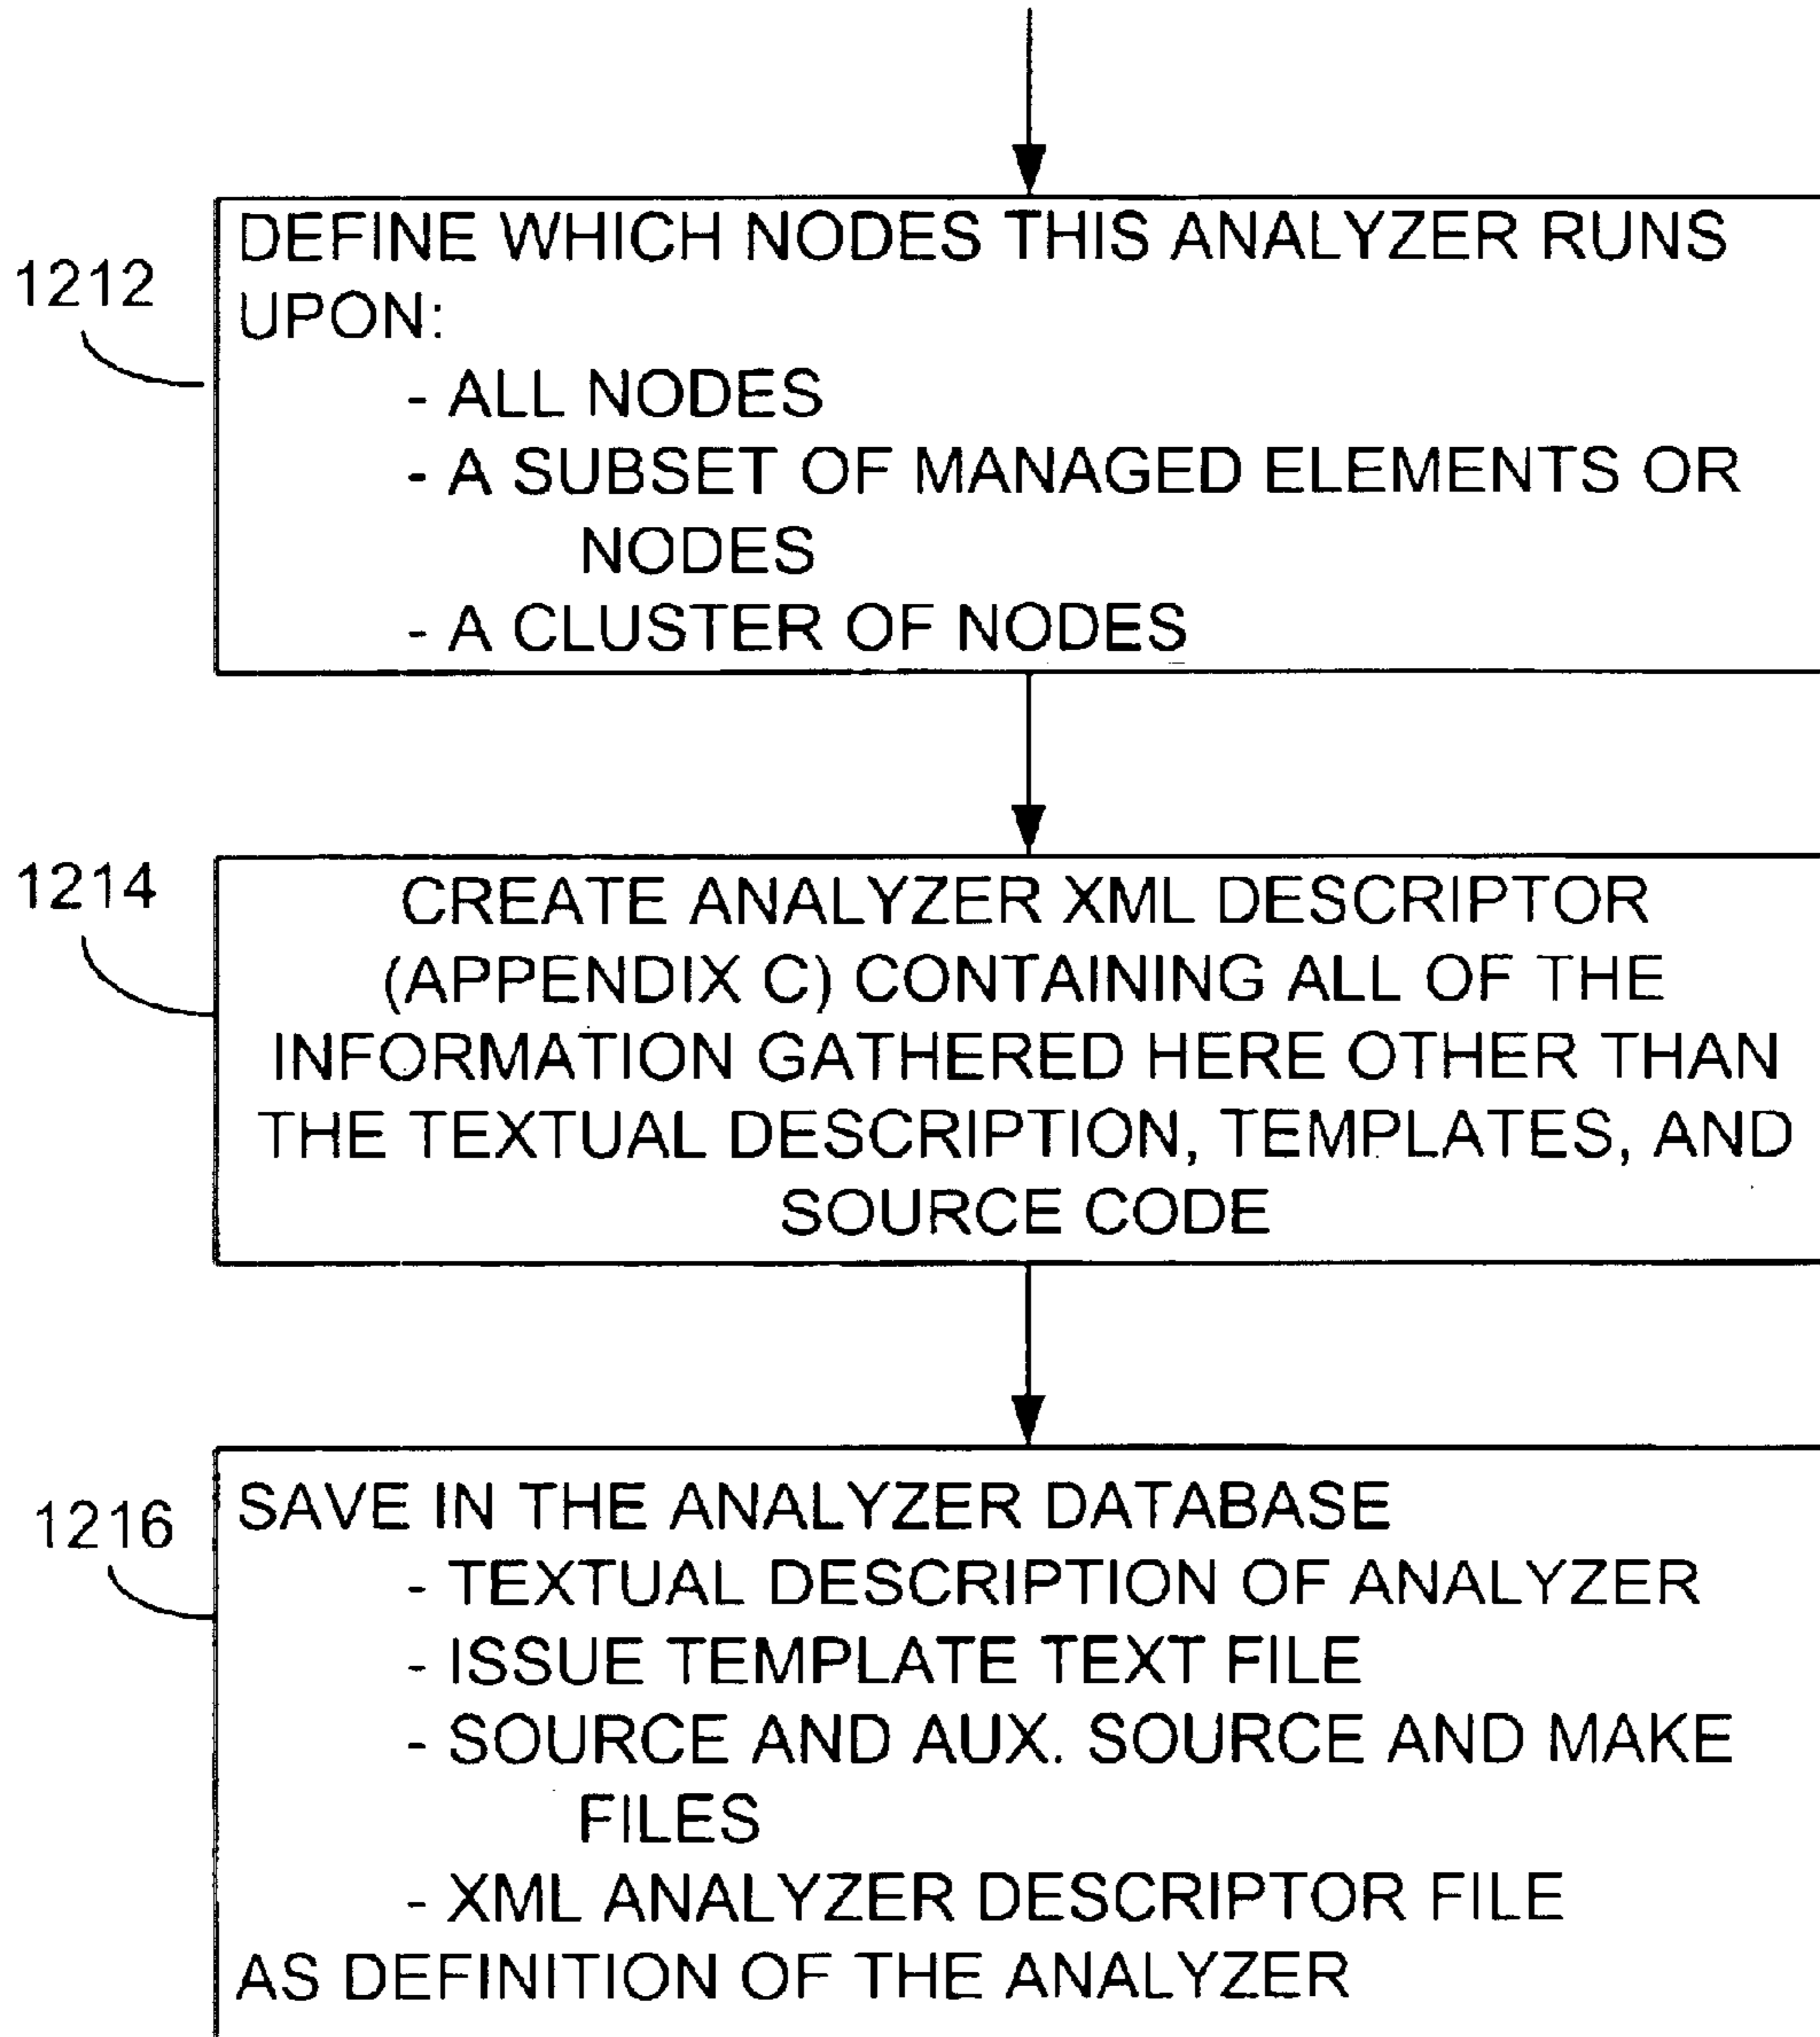 1212
DEFINE WHICH NODES THIS ANALYZER RUNS
UPON:
- ALL NODES
- A SUBSET OF MANAGED ELEMENTS OR
NODES
- A CLUSTER OF NODES
1214
CREATE ANALYZER XML DESCRIPTOR
(APPENDIX C) CONTAINING ALL OF THE
INFORMATION GATHERED HERE OTHER THAN
THE TEXTUAL DESCRIPTION, TEMPLATES, AND
SOURCE CODE
1216
SAVE IN THE ANALYZER DATABASE
- TEXTUAL DESCRIPTION OF ANALYZER
- ISSUE TEMPLATE TEXT FILE
- SOURCE AND AUX. SOURCE AND MAKE
FILES
- XML ANALYZER DESCRIPTOR FILE
AS DEFINITION OF THE ANALYZER